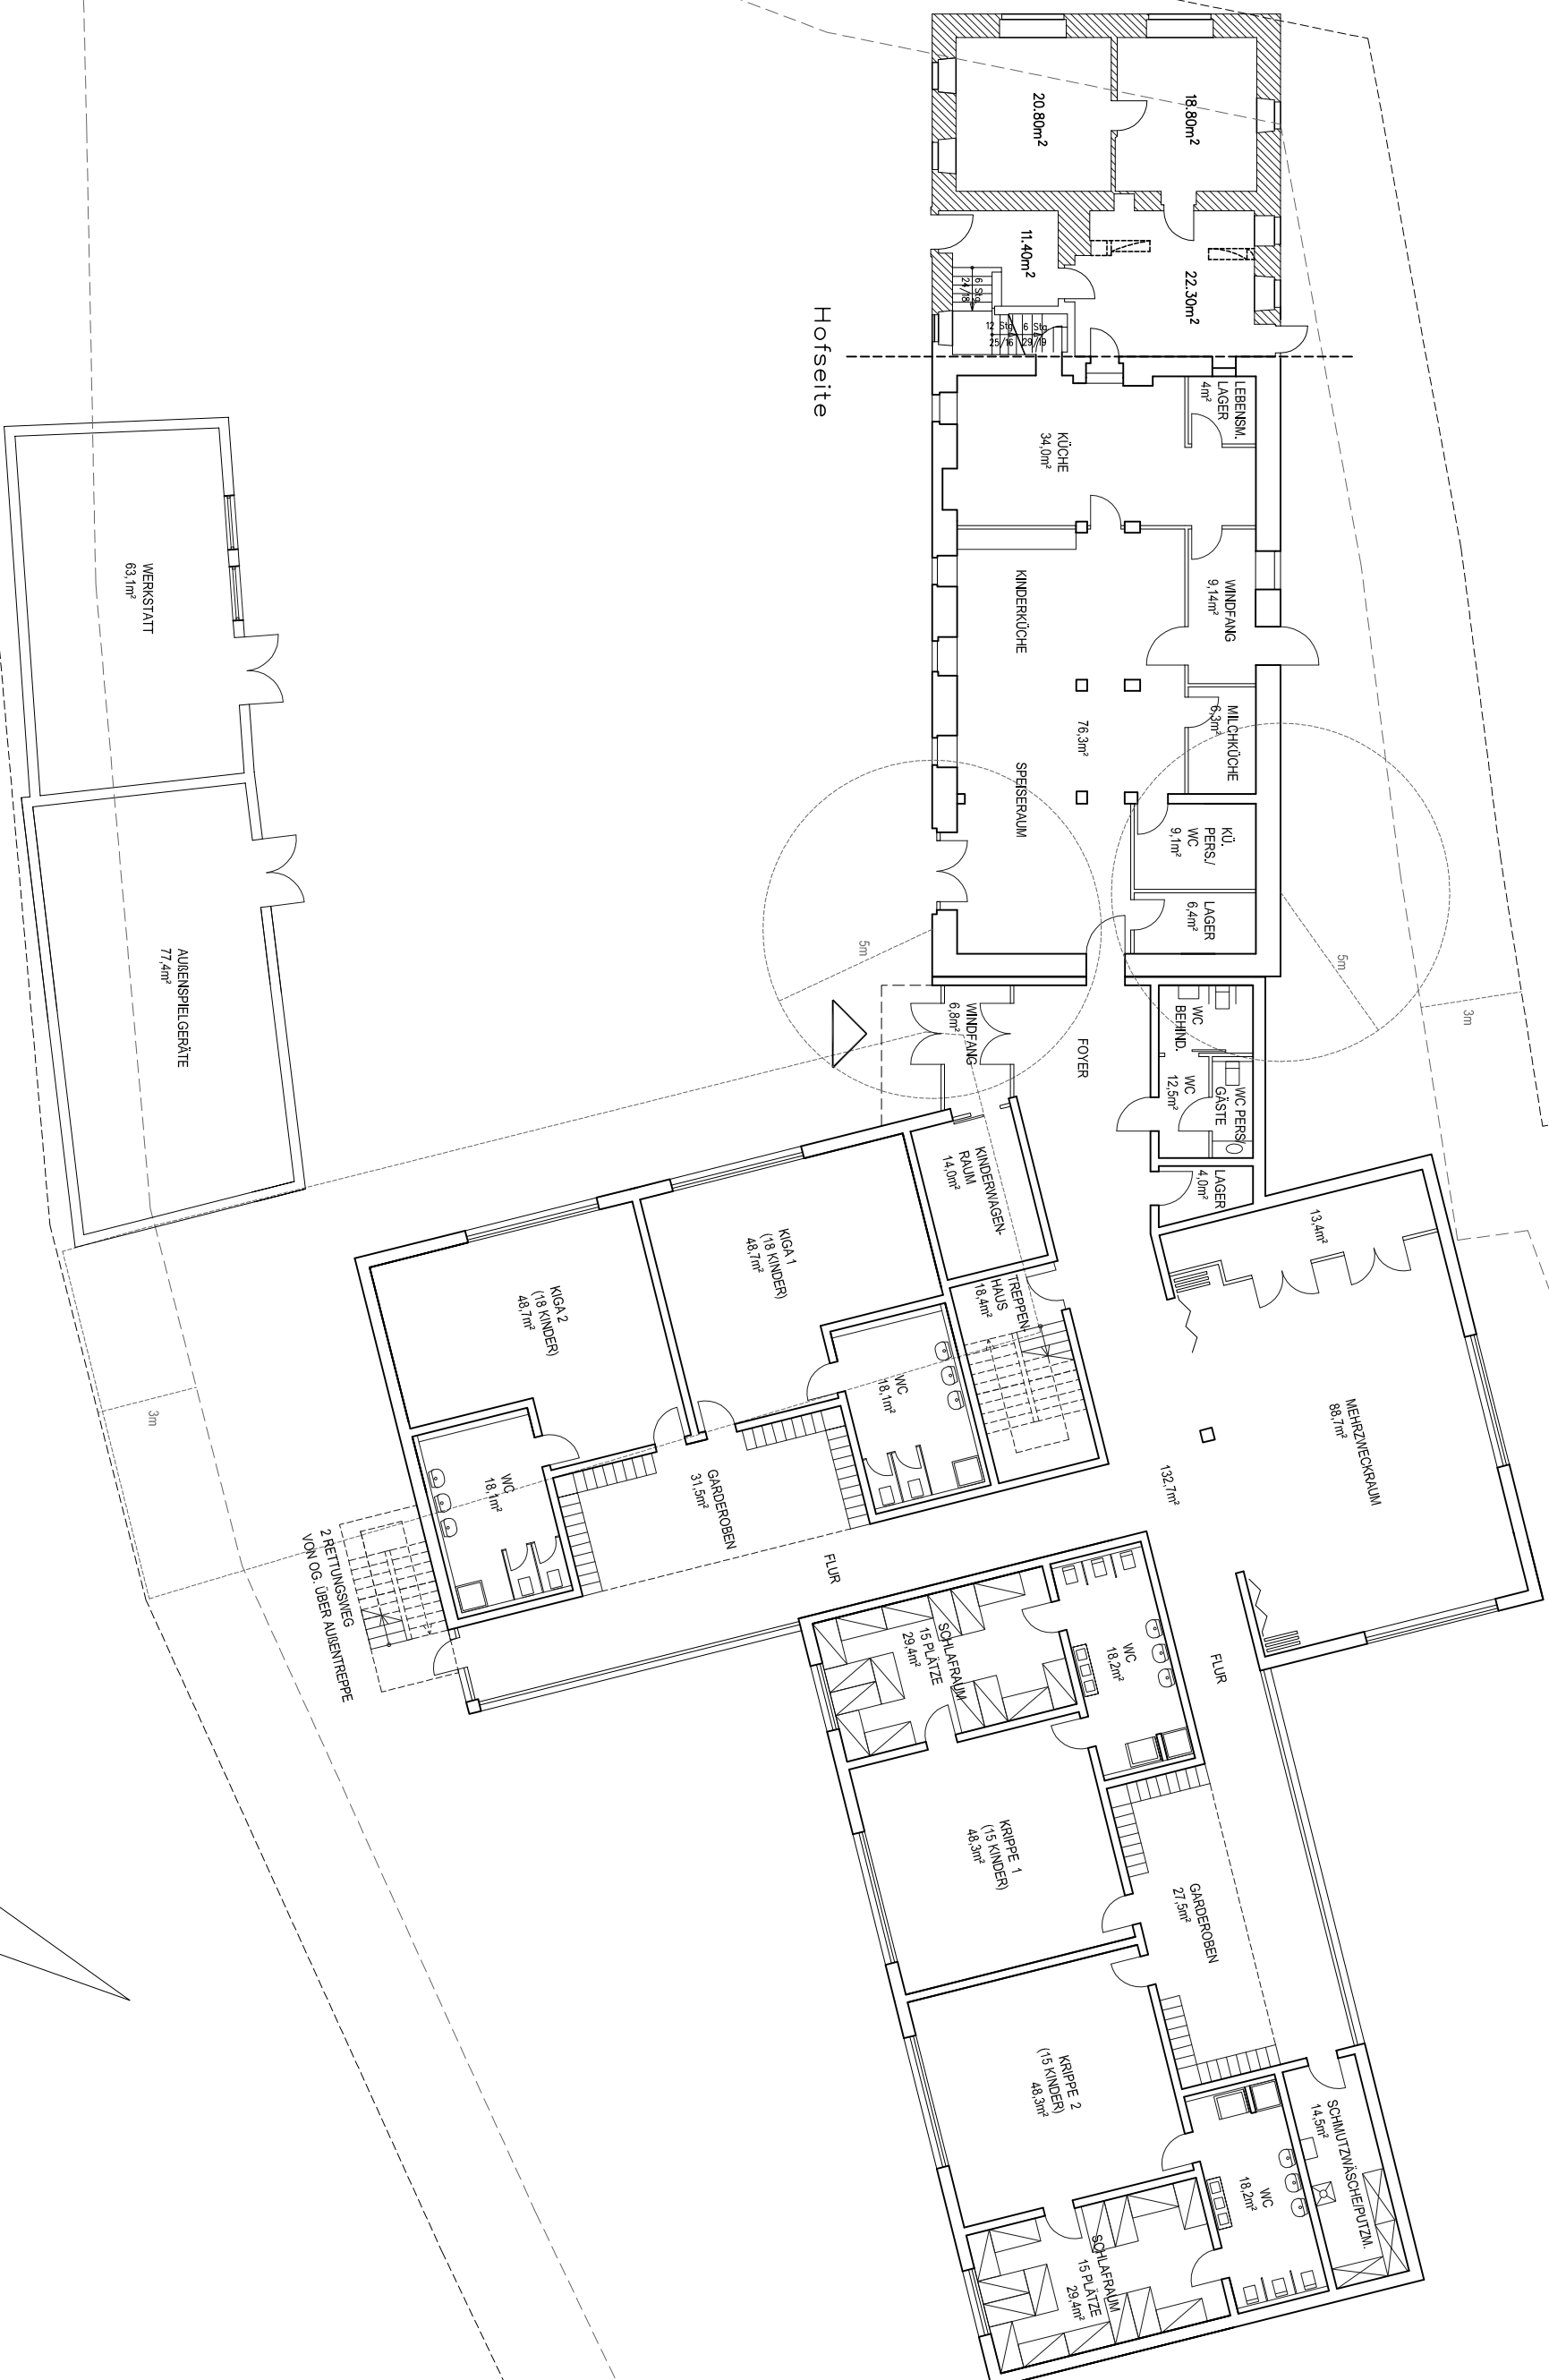 20.80m²
18.80m²
11.40m²
22.30m²
6 Stg
24/18
12 Stg
25/16
6 Stg
29/19
Hofseite
LEBENSM.
LAGER
4m²
KÜCHE
34,0m²
WINDFANG
9,14m²
KINDERKÜCHE
MILCHKÜCHE
6,3m²
76,3m²
SPEISERAUM
KÜ.
PERS./
WC
9,1m²
LAGER
6,4m²
5m
5m
3m
WERKSTATT
63,1m²
AUßENSPIELGERÄTE
77,4m²
WINDFANG
6,8m²
FOYER
WC
BEHIND.
WC
12,5m²
WC PERS/
GÄSTE
LAGER
4,0m²
13,4m²
KINDERWAGEN-
RAUM
14,0m²
TREPPEN-
HAUS
18,4m²
KIGA 1
(18 KINDER)
48,7m²
KIGA 2
(18 KINDER)
48,7m²
WC
18,1m²
WC
18,1m²
GARDEROBEN
31,5m²
MEHRZWECKRAUM
88,7m²
132,7m²
3m
2 RETTUNGSWEG
VON OG. ÜBER AUßENTREPPE
FLUR
FLUR
SCHLAFRAUM
15 PLÄTZE
29,4m²
WC
18,2m²
KRIPPE 1
(15 KINDER)
48,3m²
GARDEROBEN
27,5m²
KRIPPE 2
(15 KINDER)
48,3m²
SCHMUTZWÄSCHE/PUTZM.
14,5m²
WC
18,2m²
SCHLAFRAUM
15 PLÄTZE
29,4m²